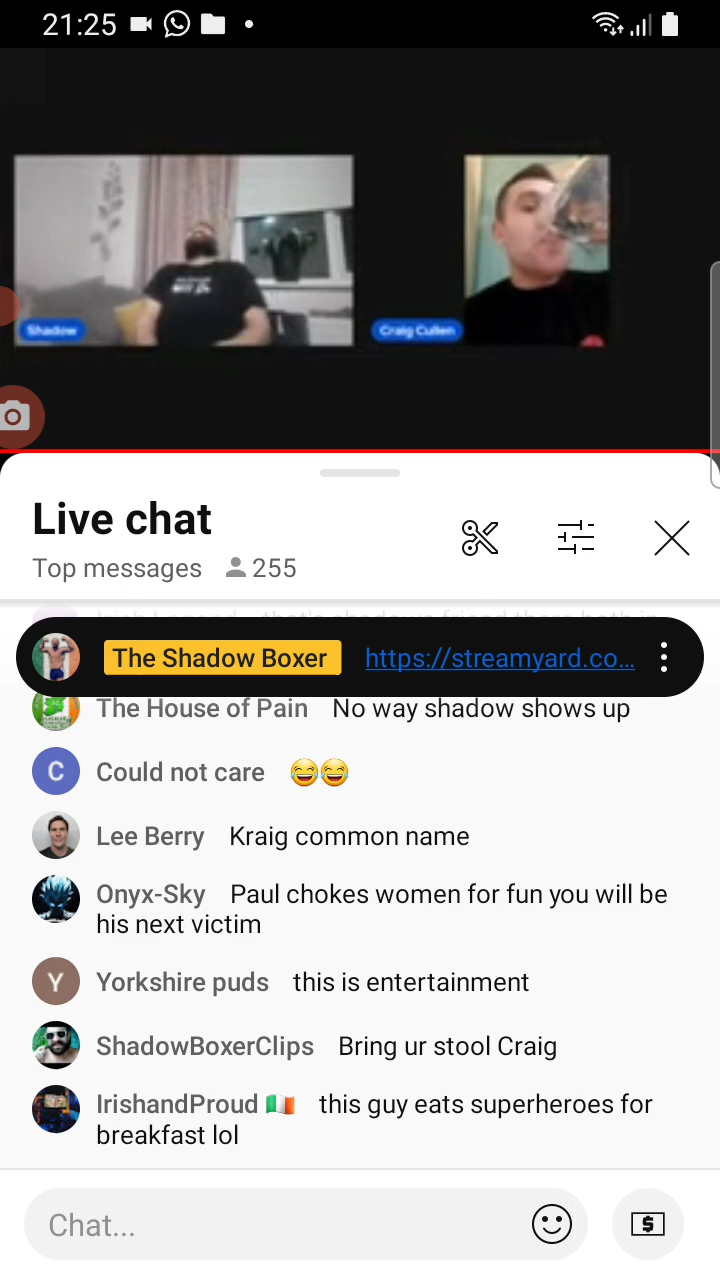 21:25
Shadow
Craig Cullen
Live chat
Top messages 255
The Shadow Boxer https://streamyard.co...
The House of Pain No way shadow shows up
C Could not care 😂😂
Lee Berry Kraig common name
Onyx-Sky Paul chokes women for fun you will be
his next victim
Y Yorkshire puds this is entertainment
ShadowBoxerClips Bring ur stool Craig
IrishandProud 🇮🇪 this guy eats superheroes for
breakfast lol
Chat...